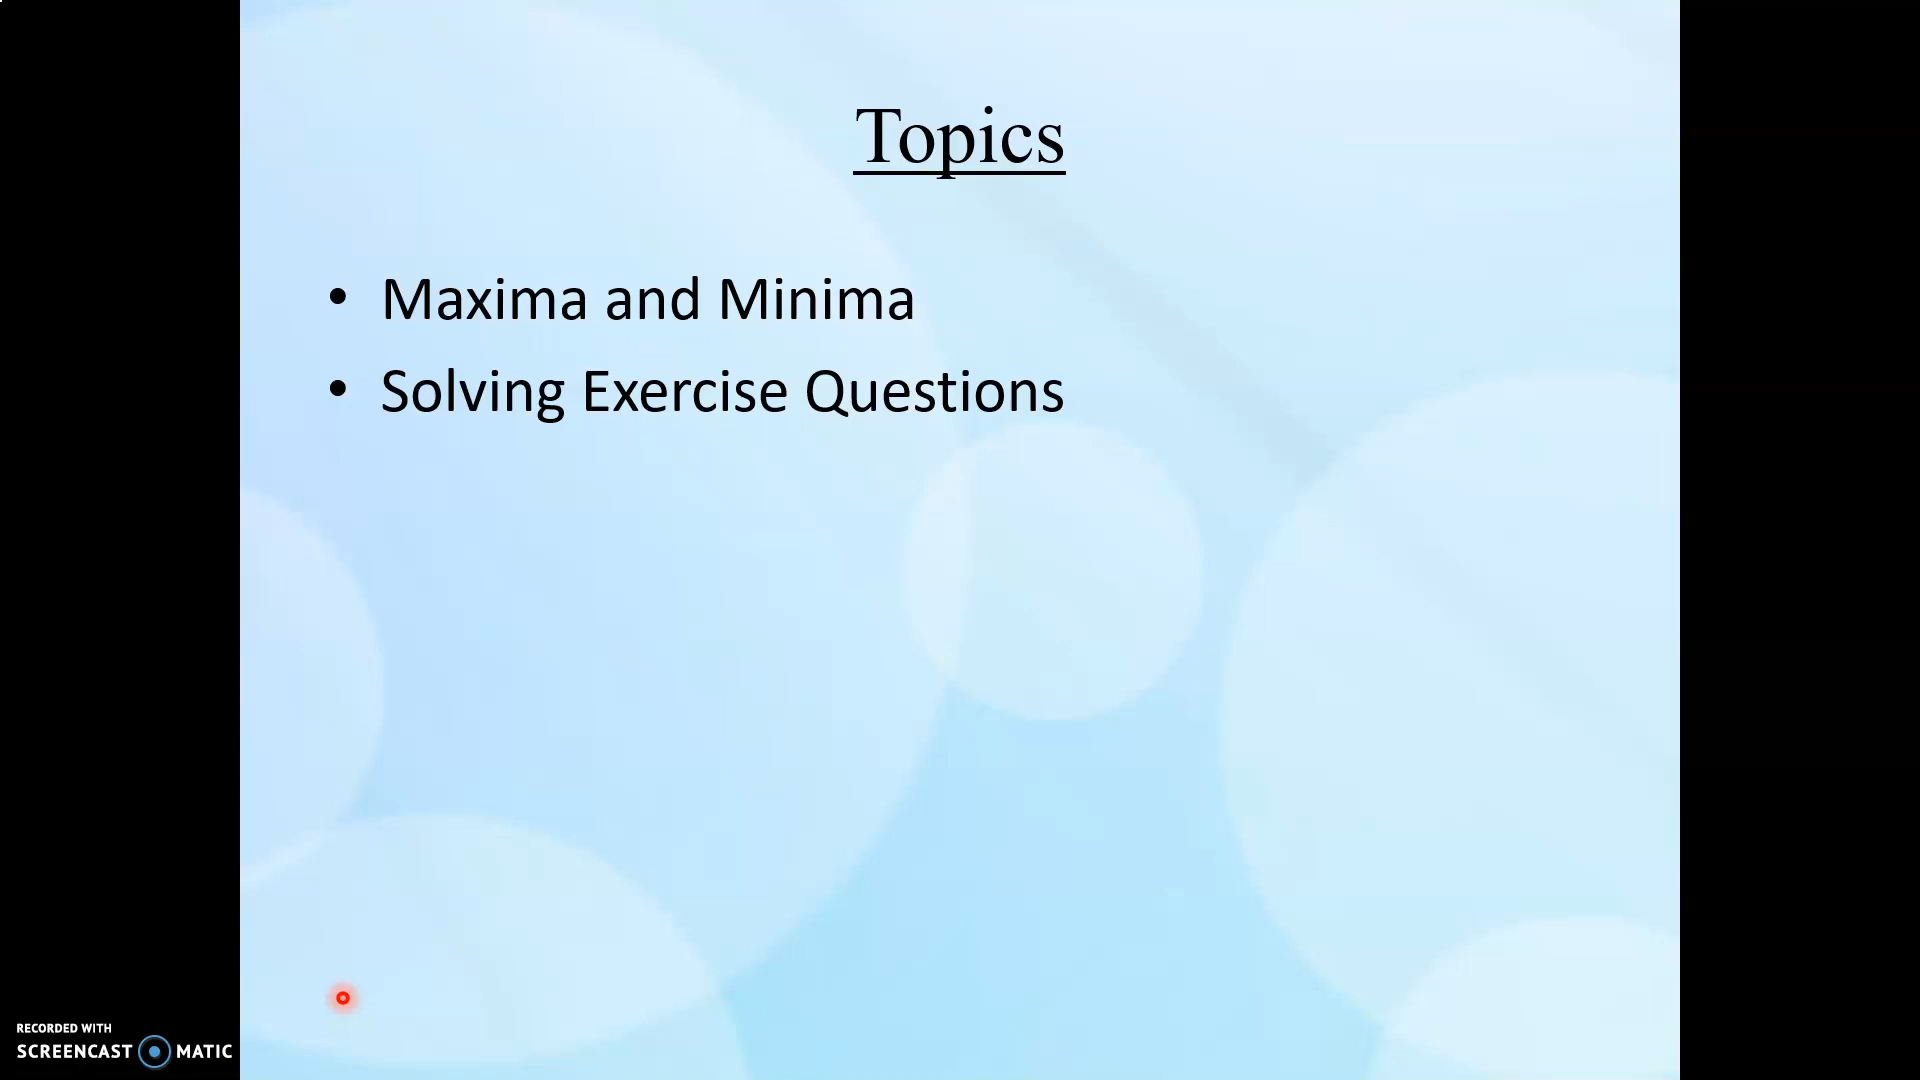 Topics
• Maxima and Minima
• Solving Exercise Questions
RECORDED WITH
SCREENCAST MATIC